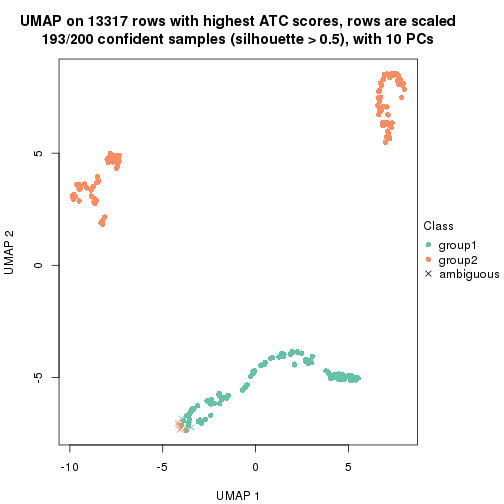 UMAP on 13317 rows with highest ATC scores, rows are scaled
193/200 confident samples (silhouette > 0.5), with 10 PCs
5
0
-5
UMAP 2
-10
-5
0
5
UMAP 1
Class
group1
group2
ambiguous